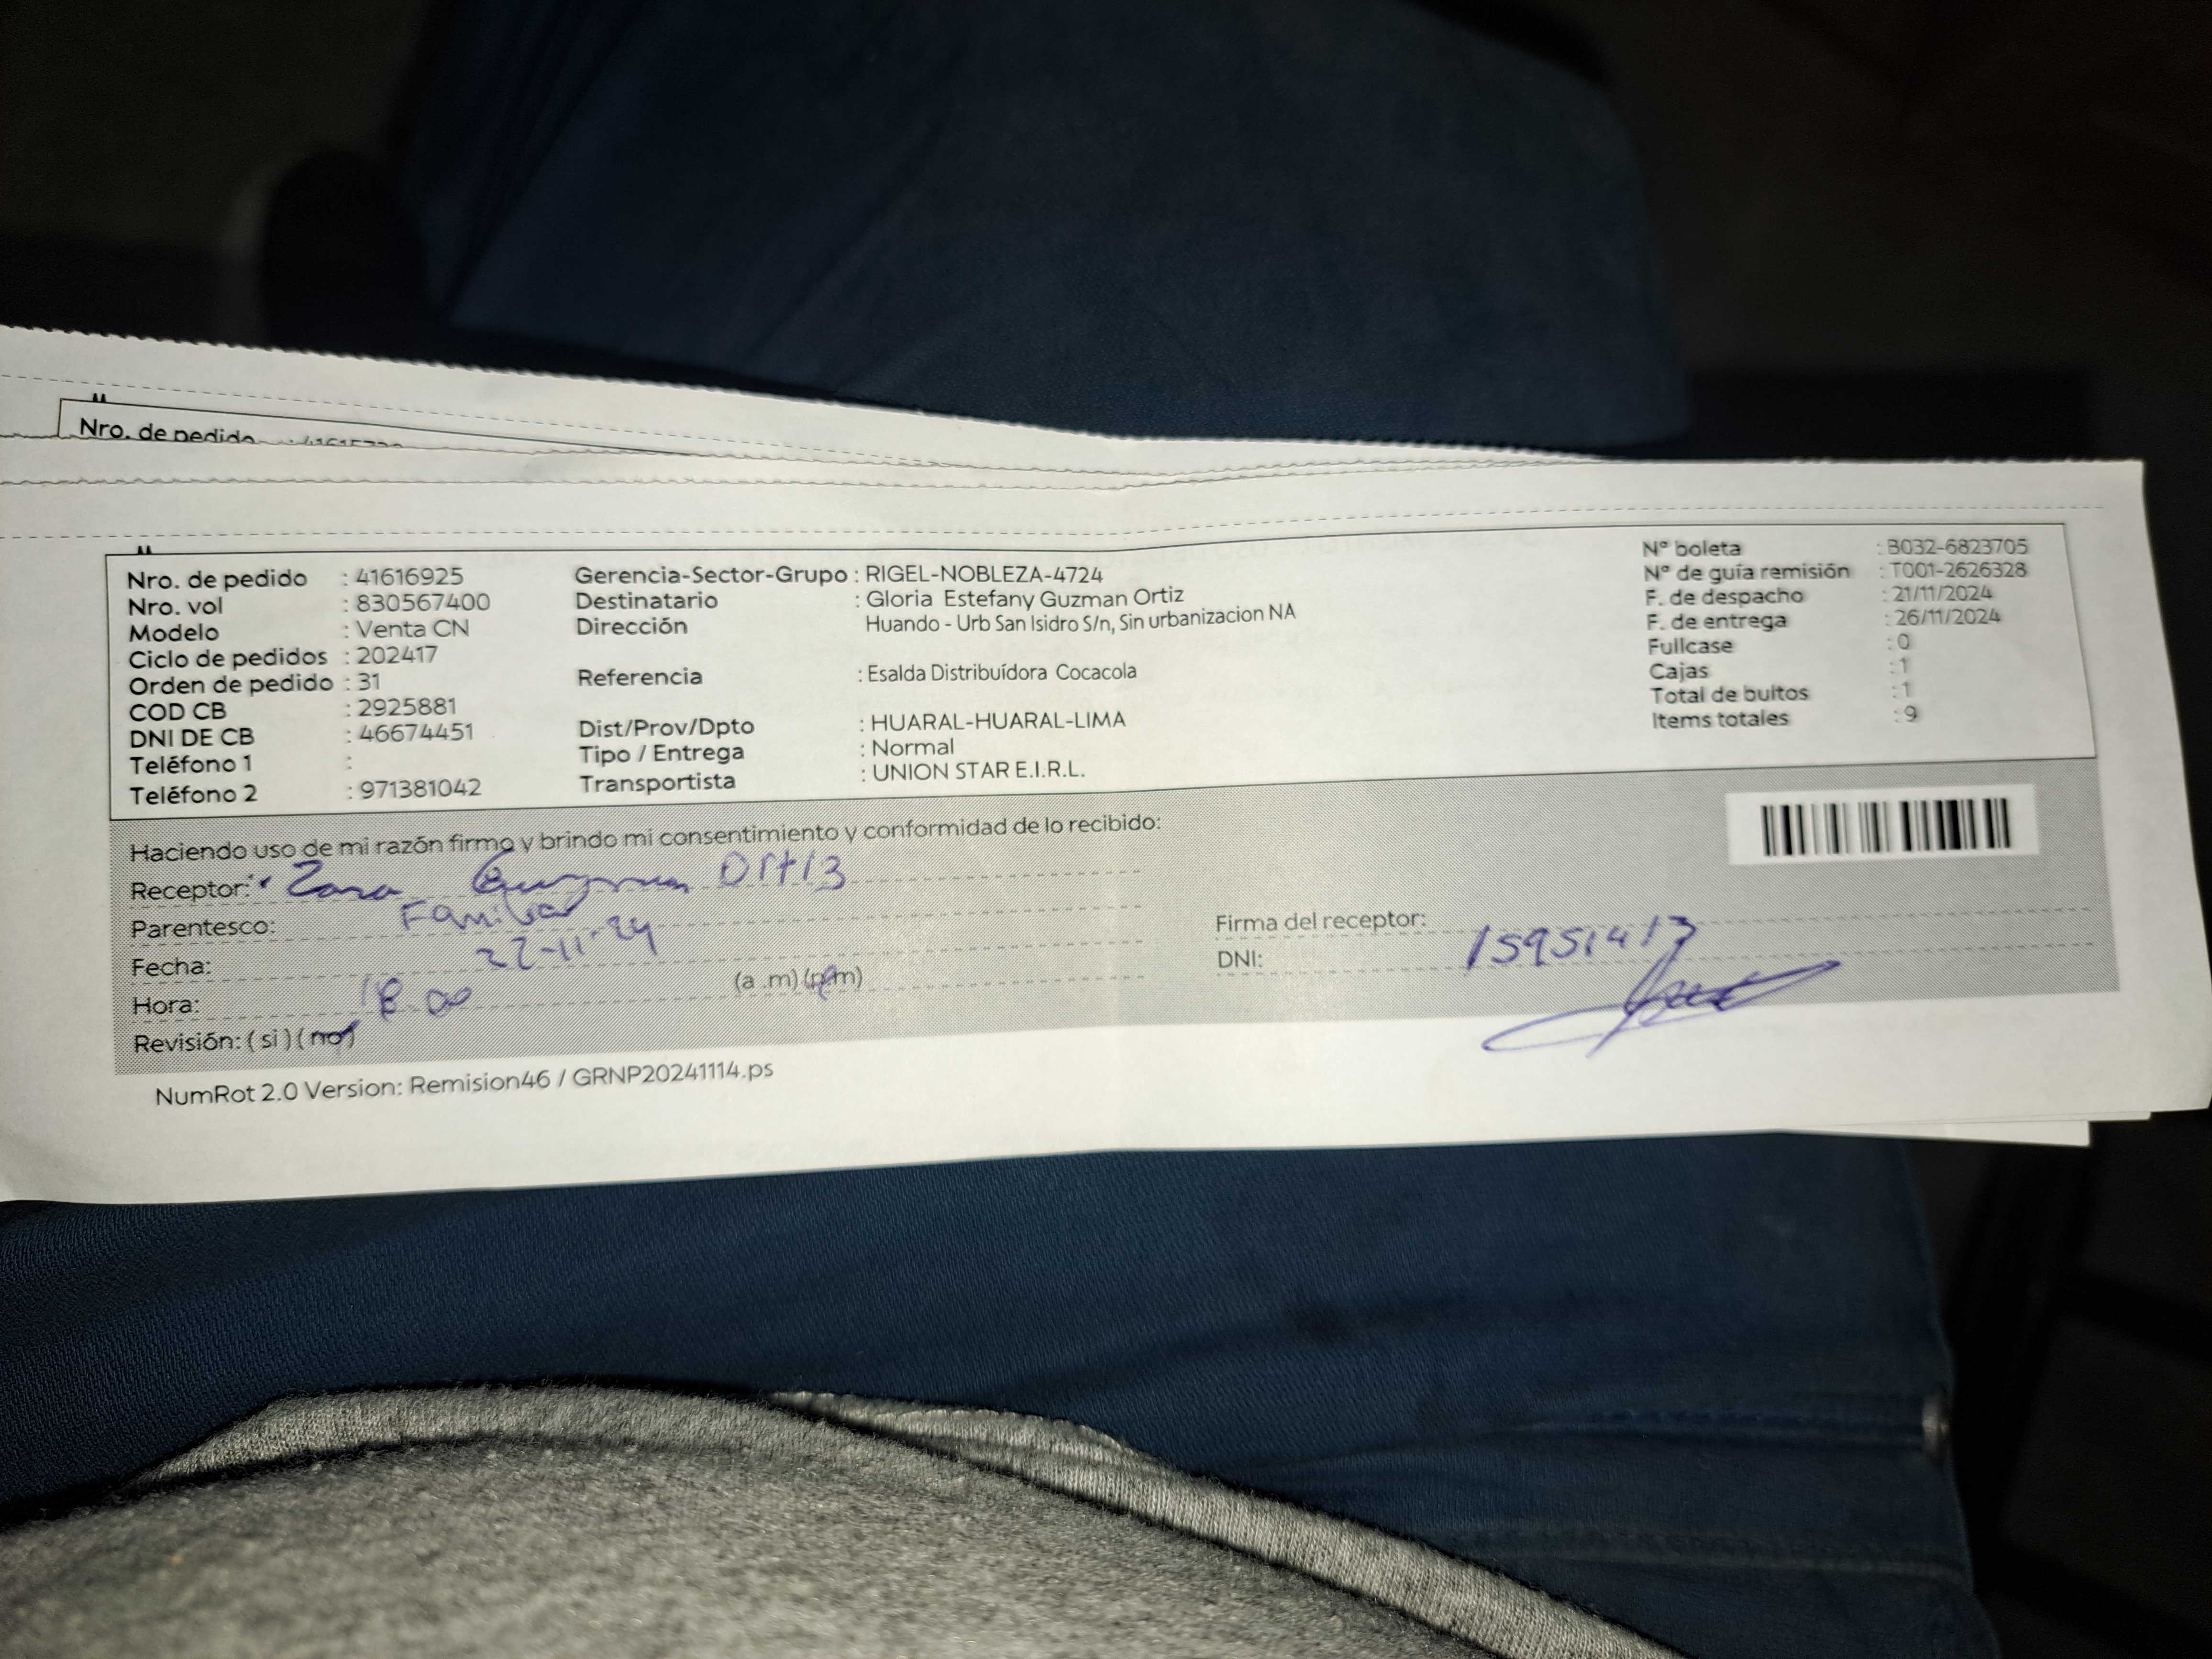 Nro. de pedido
Nro. de pedido : 41616925
Nro. vol : 830567400
Modelo : Venta CN
Ciclo de pedidos : 202417
Orden de pedido : 31
COD CB : 2925881
DNI DE CB : 46674451
Teléfono 1 :
Teléfono 2 : 971381042
Gerencia-Sector-Grupo : RIGEL-NOBLEZA-4724
Destinatario : Gloria Estefany Guzman Ortiz
Dirección Huando - Urb San Isidro S/n, Sin urbanizacion NA
Referencia : Esalda Distribuídora Cocacola
Dist/Prov/Dpto : HUARAL-HUARAL-LIMA
Tipo / Entrega : Normal
Transportista : UNION STAR E.I.R.L.
N° boleta : B032-6823705
N° de guía remisión : T001-2626328
F. de despacho : 21/11/2024
F. de entrega : 26/11/2024
Fullcase : 0
Cajas : 1
Total de bultos : 1
Items totales : 9
Haciendo uso de mi razón firmo y brindo mi consentimiento y conformidad de lo recibido:
Receptor: Guzman Ortiz
Parentesco: Familiar
Fecha:
Hora: 18.00 (a .m) (p.m)
Revisión: ( si ) ( no )
Firma del receptor:
DNI: 15951413
NumRot 2.0 Version: Remision46 / GRNP20241114.ps